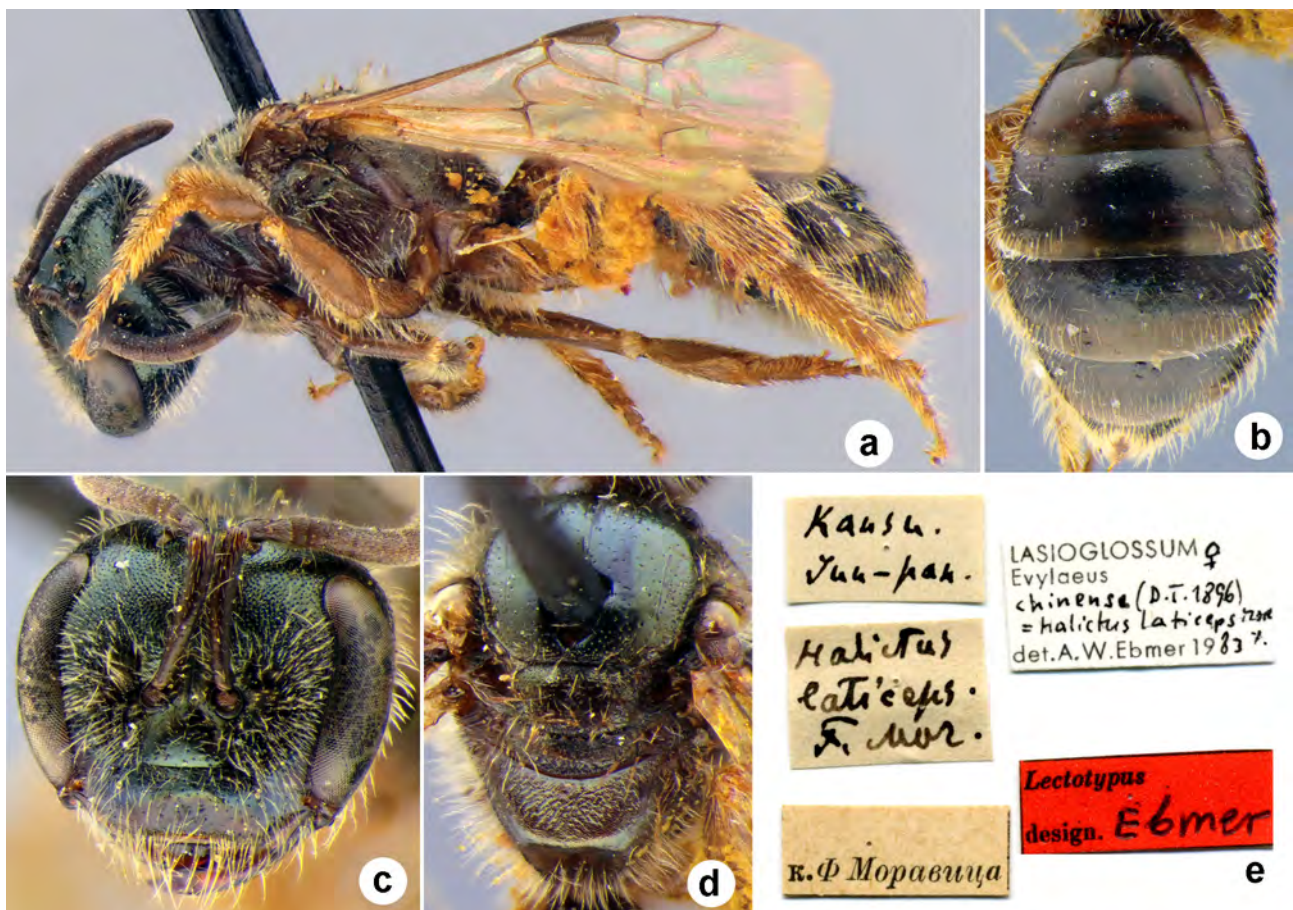 a
b
c
d
Kansu.
Jun-pan.
Halictus
laticeps.
F. Mor.
к. Ф Моравица
LASIOGLOSSUM ♀
Evylaeus
chinense (D.T. 1896)
= Halictus laticeps
det. A. W. Ebmer 1983
Lectotypus
design. Ebmer
e